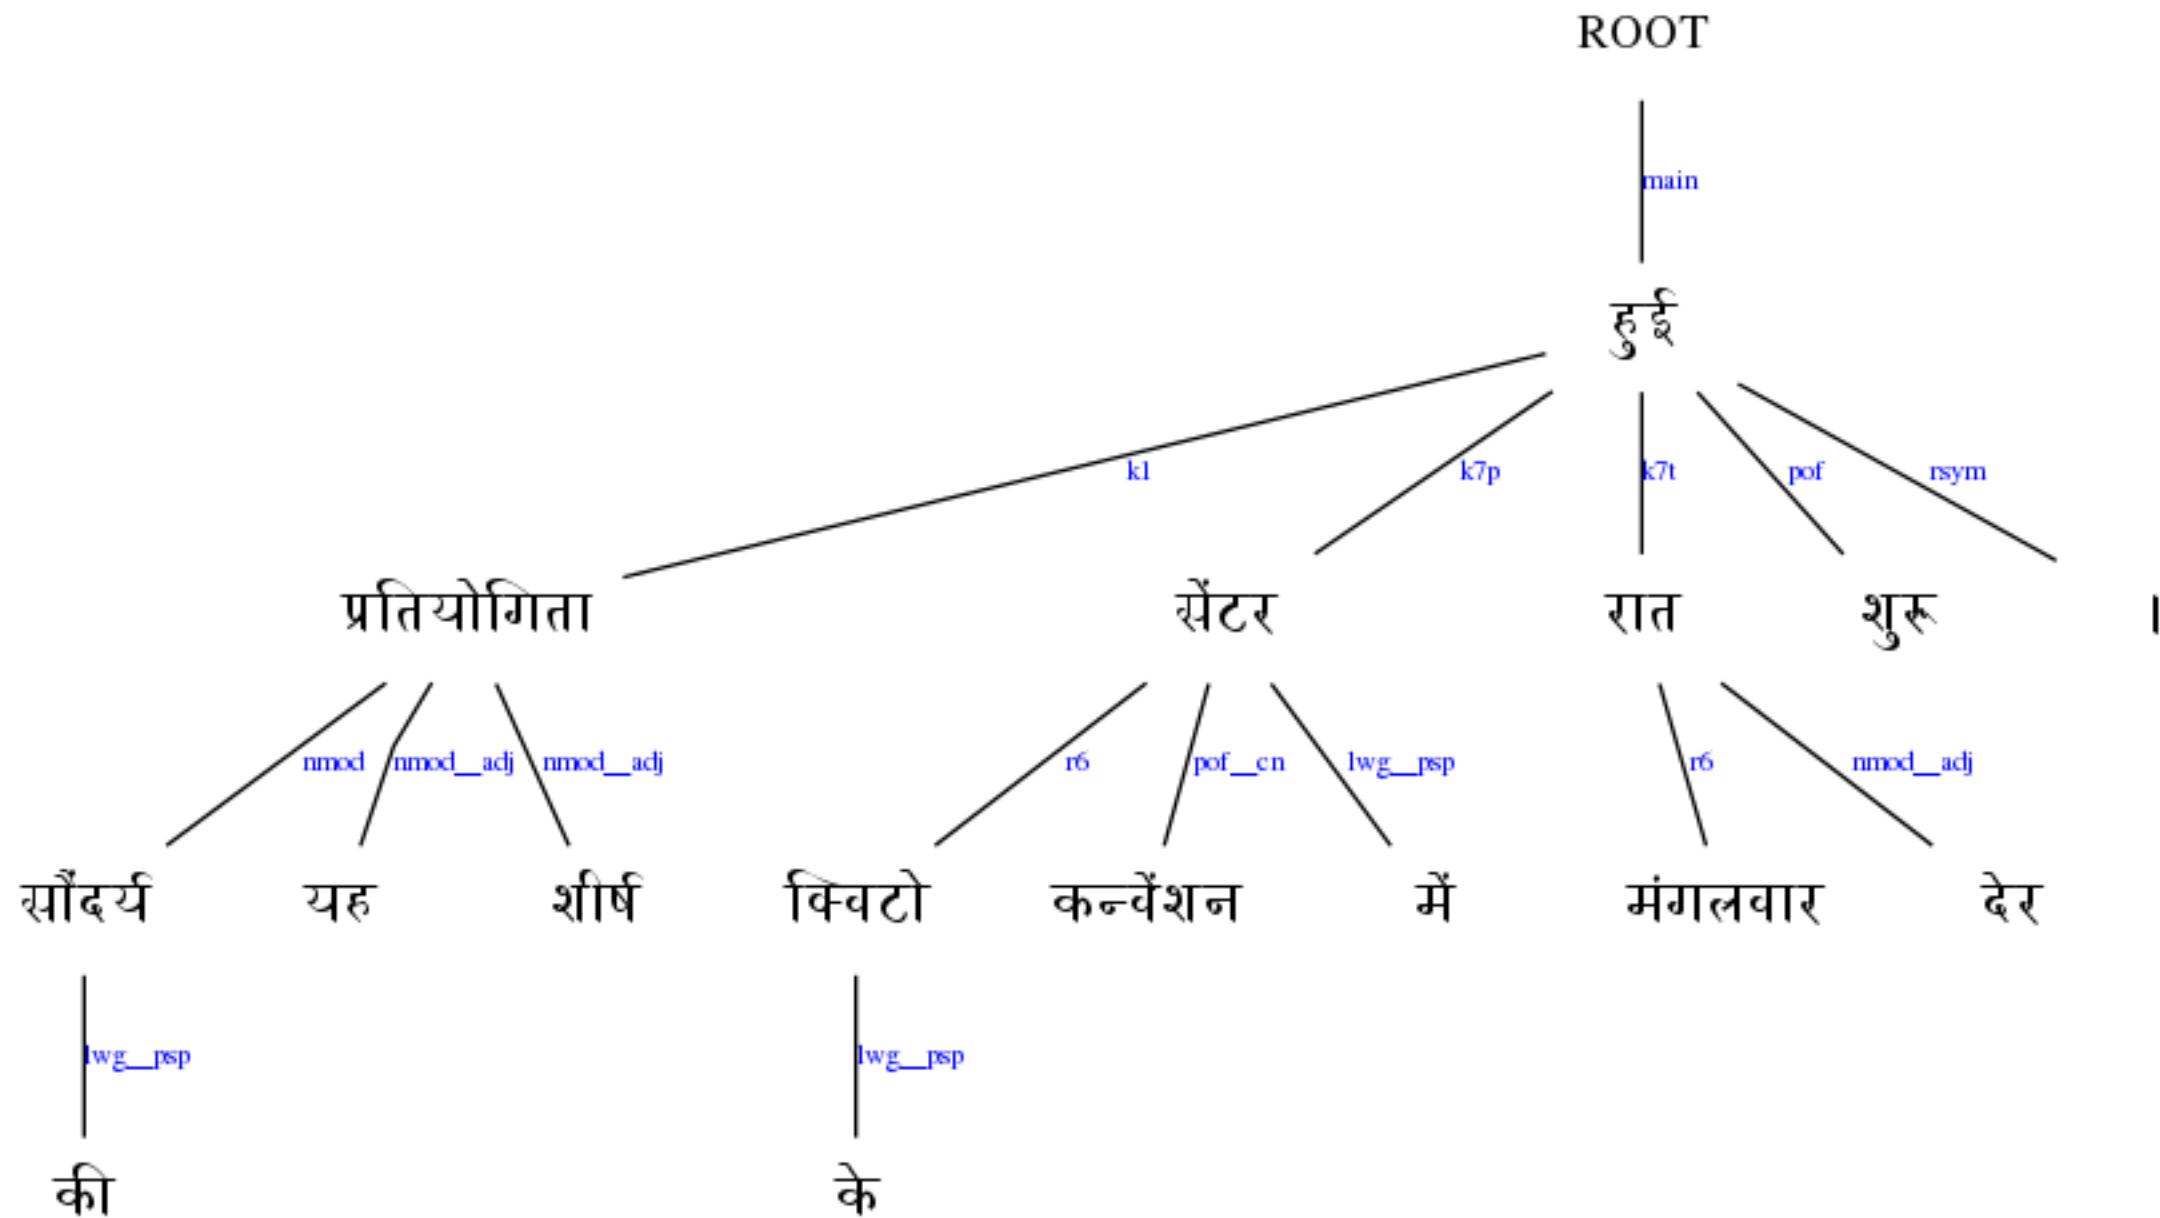 ROOT
main
हुई
k1 k7p k7t pof rsym
प्रतियोगिता सेंटर रात शुरू ।
nmod nmod__adj nmod__adj r6 pof__cn lwg__psp r6 nmod__adj
सौंदर्य यह शीर्ष क्विटो कन्वेंशन में मंगलवार देर
lwg__psp lwg__psp
की के